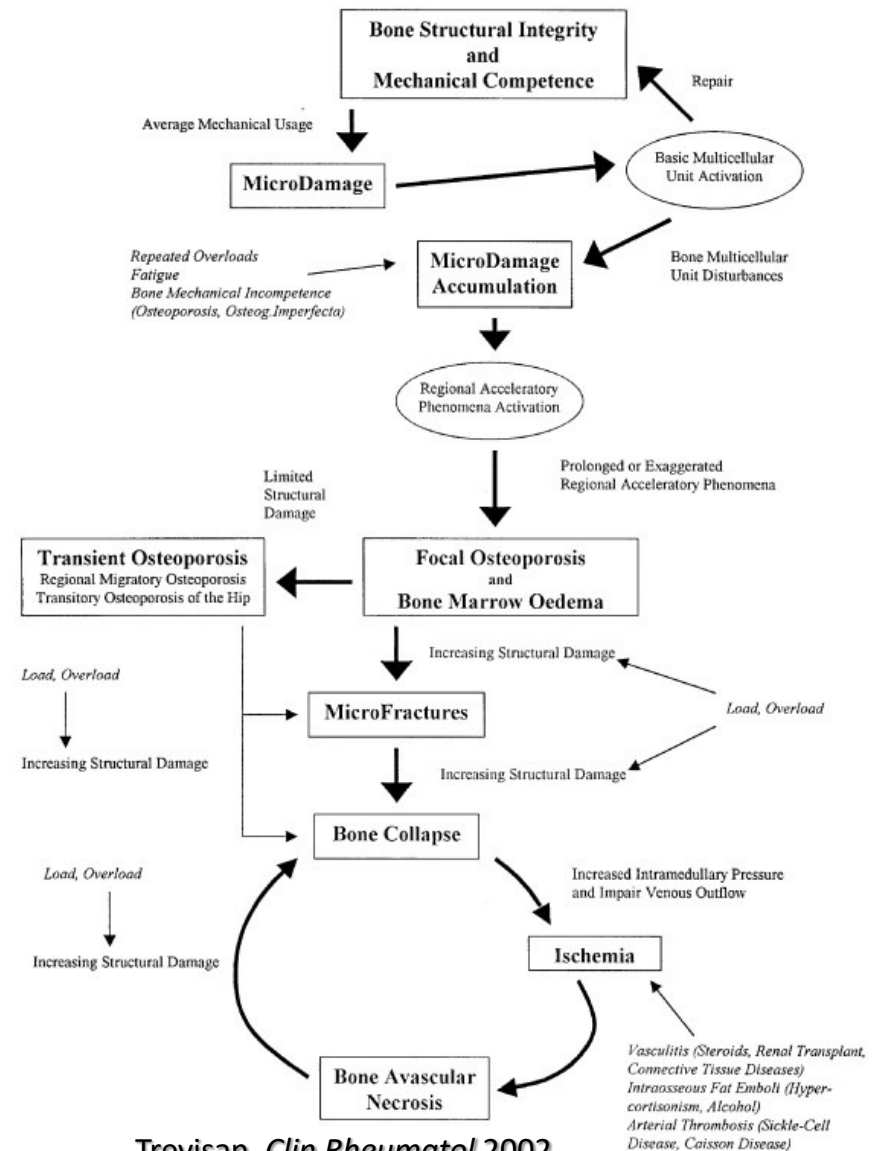 Bone Structural Integrity
and
Mechanical Competence
Repair
Average Mechanical Usage
Basic Multicellular
Unit Activation
MicroDamage
Repeated Overloads
Fatigue
Bone Mechanical Incompetence
(Osteoporosis, Osteog.Imperfecta)
MicroDamage
Accumulation
Bone Multicellular
Unit Disturbances
Regional Acceleratory
Phenomena Activation
Limited
Structural
Damage
Prolonged or Exaggerated
Regional Acceleratory Phenomena
Transient Osteoporosis
Regional Migratory Osteoporosis
Transitory Osteoporosis of the Hip
Focal Osteoporosis
and
Bone Marrow Oedema
Increasing Structural Damage
Load, Overload
Increasing Structural Damage
MicroFractures
Load, Overload
Increasing Structural Damage
Bone Collapse
Load, Overload
Increasing Structural Damage
Increased Intramedullary Pressure
and Impair Venous Outflow
Ischemia
Vasculitis (Steroids, Renal Transplant,
Connective Tissue Diseases)
Intraosseous Fat Emboli (Hyper-
cortisonism, Alcohol)
Arterial Thrombosis (Sickle-Cell
Disease, Caisson Disease)
Bone Avascular
Necrosis
Trevisan, Clin Rheumatol 2002